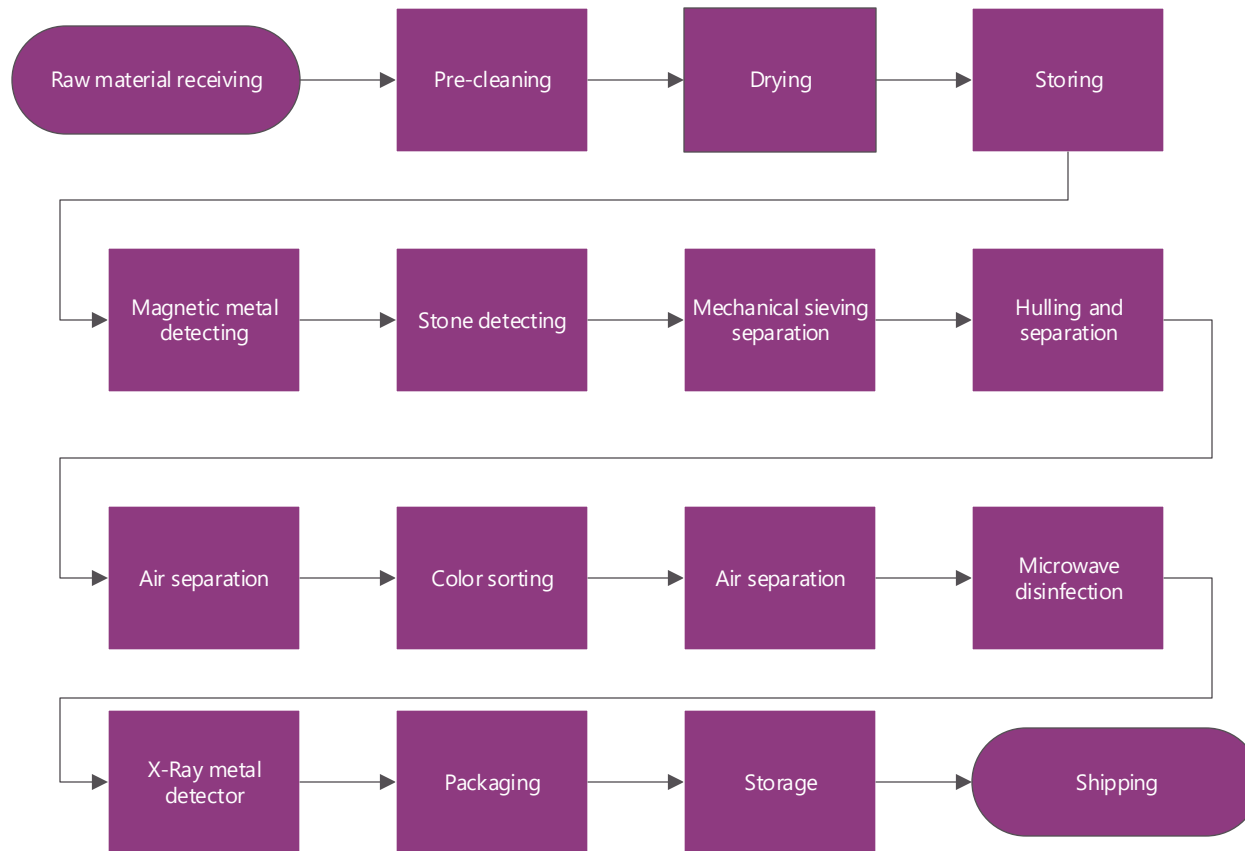 Raw material receiving
Pre-cleaning
Drying
Storing
Magnetic metal
detecting
Stone detecting
Mechanical sieving
separation
Hulling and
separation
Air separation
Color sorting
Air separation
Microwave
disinfection
X-Ray metal
detector
Packaging
Storage
Shipping